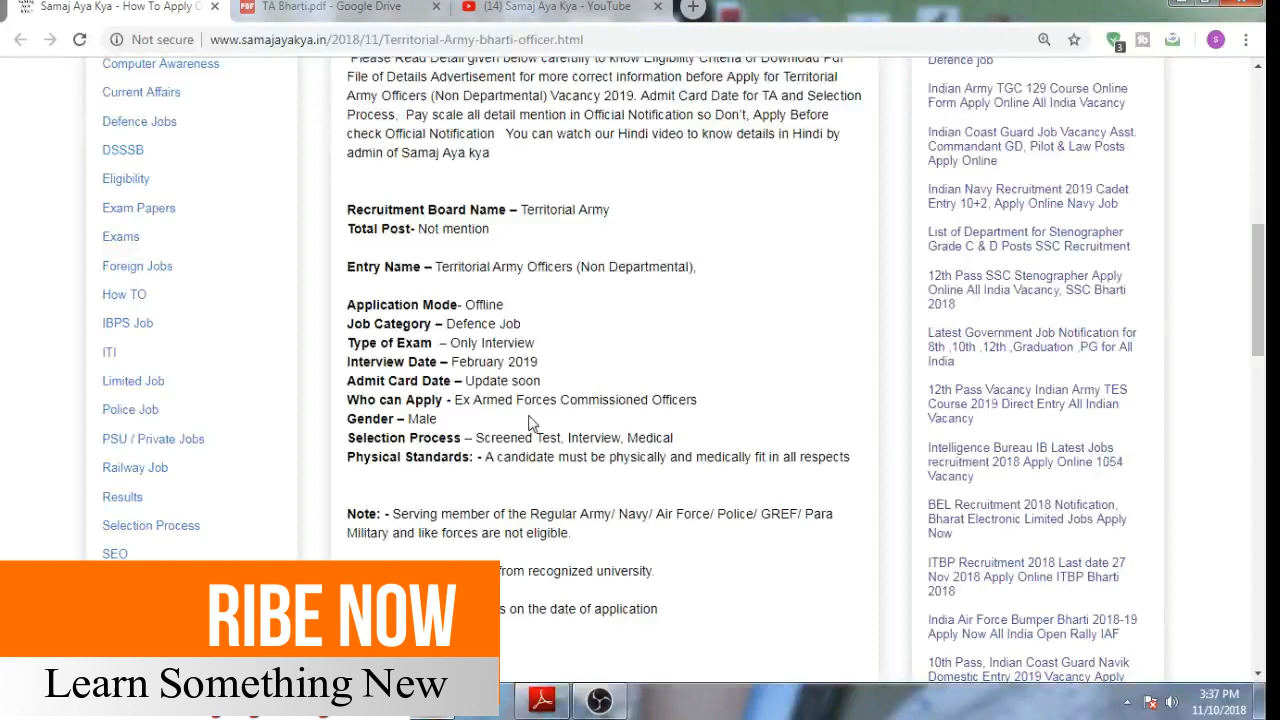 Samaj Aya Kya - How To Apply O
TA Bharti.pdf - Google Drive
(14) Samaj Aya Kya - YouTube
Not secure
www.samajayakya.in/2018/11/Territorial-Army-bharti-officer.html
Computer Awareness
Current Affairs
Defence Jobs
DSSSB
Eligibility
Exam Papers
Exams
Foreign Jobs
How TO
IBPS Job
ITI
Limited Job
Police Job
PSU / Private Jobs
Railway Job
Results
Selection Process
SEO
Please Read Detail given below carefully to know Eligibility Criteria or Download Pdf
File of Details Advertisement for more correct information before Apply for Territorial
Army Officers (Non Departmental) Vacancy 2019. Admit Card Date for TA and Selection
Process, Pay scale all detail mention in Official Notification so Don't, Apply Before
check Official Notification You can watch our Hindi video to know details in Hindi by
admin of Samaj Aya kya
Recruitment Board Name – Territorial Army
Total Post- Not mention
Entry Name – Territorial Army Officers (Non Departmental),
Application Mode- Offline
Job Category – Defence Job
Type of Exam – Only Interview
Interview Date – February 2019
Admit Card Date – Update soon
Who can Apply - Ex Armed Forces Commissioned Officers
Gender – Male
Selection Process – Screened Test, Interview, Medical
Physical Standards: - A candidate must be physically and medically fit in all respects
Note: - Serving member of the Regular Army/ Navy/ Air Force/ Police/ GREF/ Para
Military and like forces are not eligible.
from recognized university.
s on the date of application
Defence job
Indian Army TGC 129 Course Online
Form Apply Online All India Vacancy
Indian Coast Guard Job Vacancy Asst.
Commandant GD, Pilot & Law Posts
Apply Online
Indian Navy Recruitment 2019 Cadet
Entry 10+2, Apply Online Navy Job
List of Department for Stenographer
Grade C & D Posts SSC Recruitment
12th Pass SSC Stenographer Apply
Online All India Vacancy, SSC Bharti
2018
Latest Government Job Notification for
8th ,10th ,12th ,Graduation ,PG for All
India
12th Pass Vacancy Indian Army TES
Course 2019 Direct Entry All Indian
Vacancy
Intelligence Bureau IB Latest Jobs
recruitment 2018 Apply Online 1054
Vacancy
BEL Recruitment 2018 Notification,
Bharat Electronic Limited Jobs Apply
Now
ITBP Recruitment 2018 Last date 27
Nov 2018 Apply Online ITBP Bharti
2018
India Air Force Bumper Bharti 2018-19
Apply Now All India Open Rally IAF
10th Pass, Indian Coast Guard Navik
Domestic Entry 2019 Vacancy Apply
RIBE NOW
Learn Something New
3:37 PM
11/10/2018